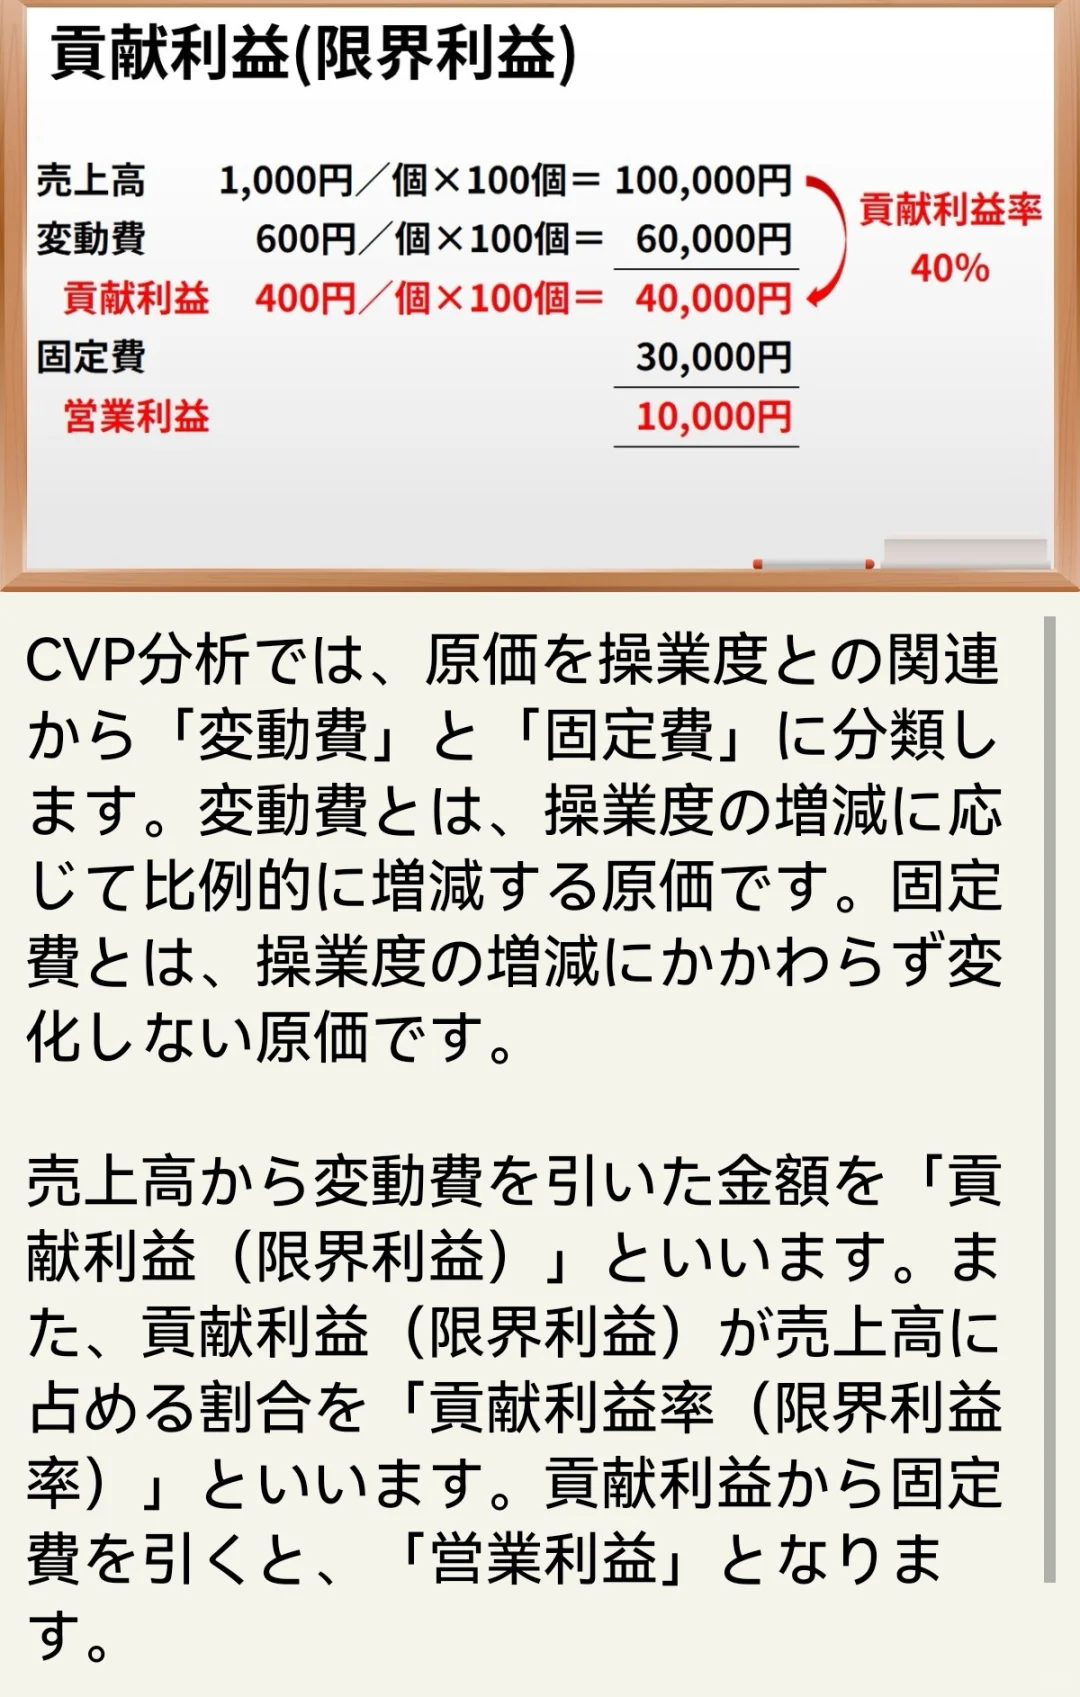 貢献利益(限界利益)
売上高 1,000円／個×100個＝ 100,000円
変動費 600円／個×100個＝ 60,000円
貢献利益 400円／個×100個＝ 40,000円
貢献利益率
40%
固定費 30,000円
営業利益 10,000円
CVP分析では、原価を操業度との関連
から「変動費」と「固定費」に分類し
ます。変動費とは、操業度の増減に応
じて比例的に増減する原価です。固定
費とは、操業度の増減にかかわらず変
化しない原価です。
売上高から変動費を引いた金額を「貢
献利益（限界利益）」といいます。ま
た、貢献利益（限界利益）が売上高に
占める割合を「貢献利益率（限界利益
率）」といいます。貢献利益から固定
費を引くと、「営業利益」となりま
す。